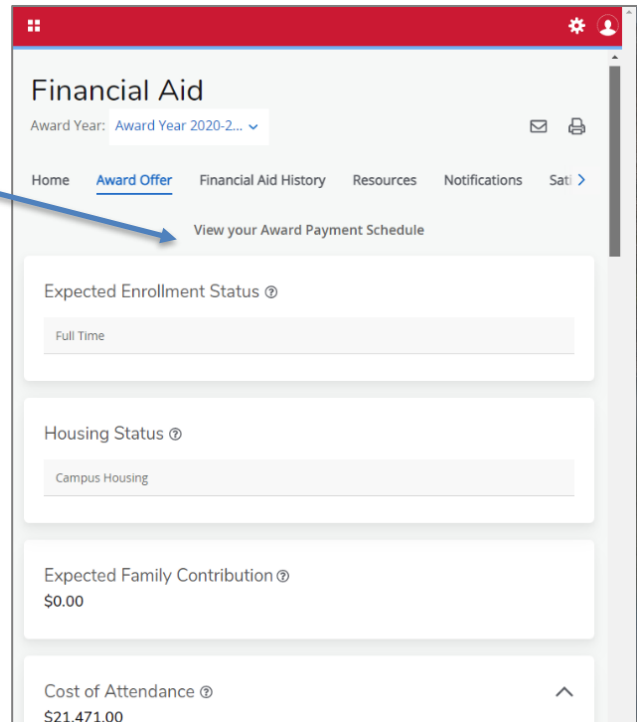 Financial Aid
Award Year: Award Year 2020-2...
Home Award Offer Financial Aid History Resources Notifications Sati
View your Award Payment Schedule
Expected Enrollment Status
Full Time
Housing Status
Campus Housing
Expected Family Contribution
$0.00
Cost of Attendance
$21,471.00